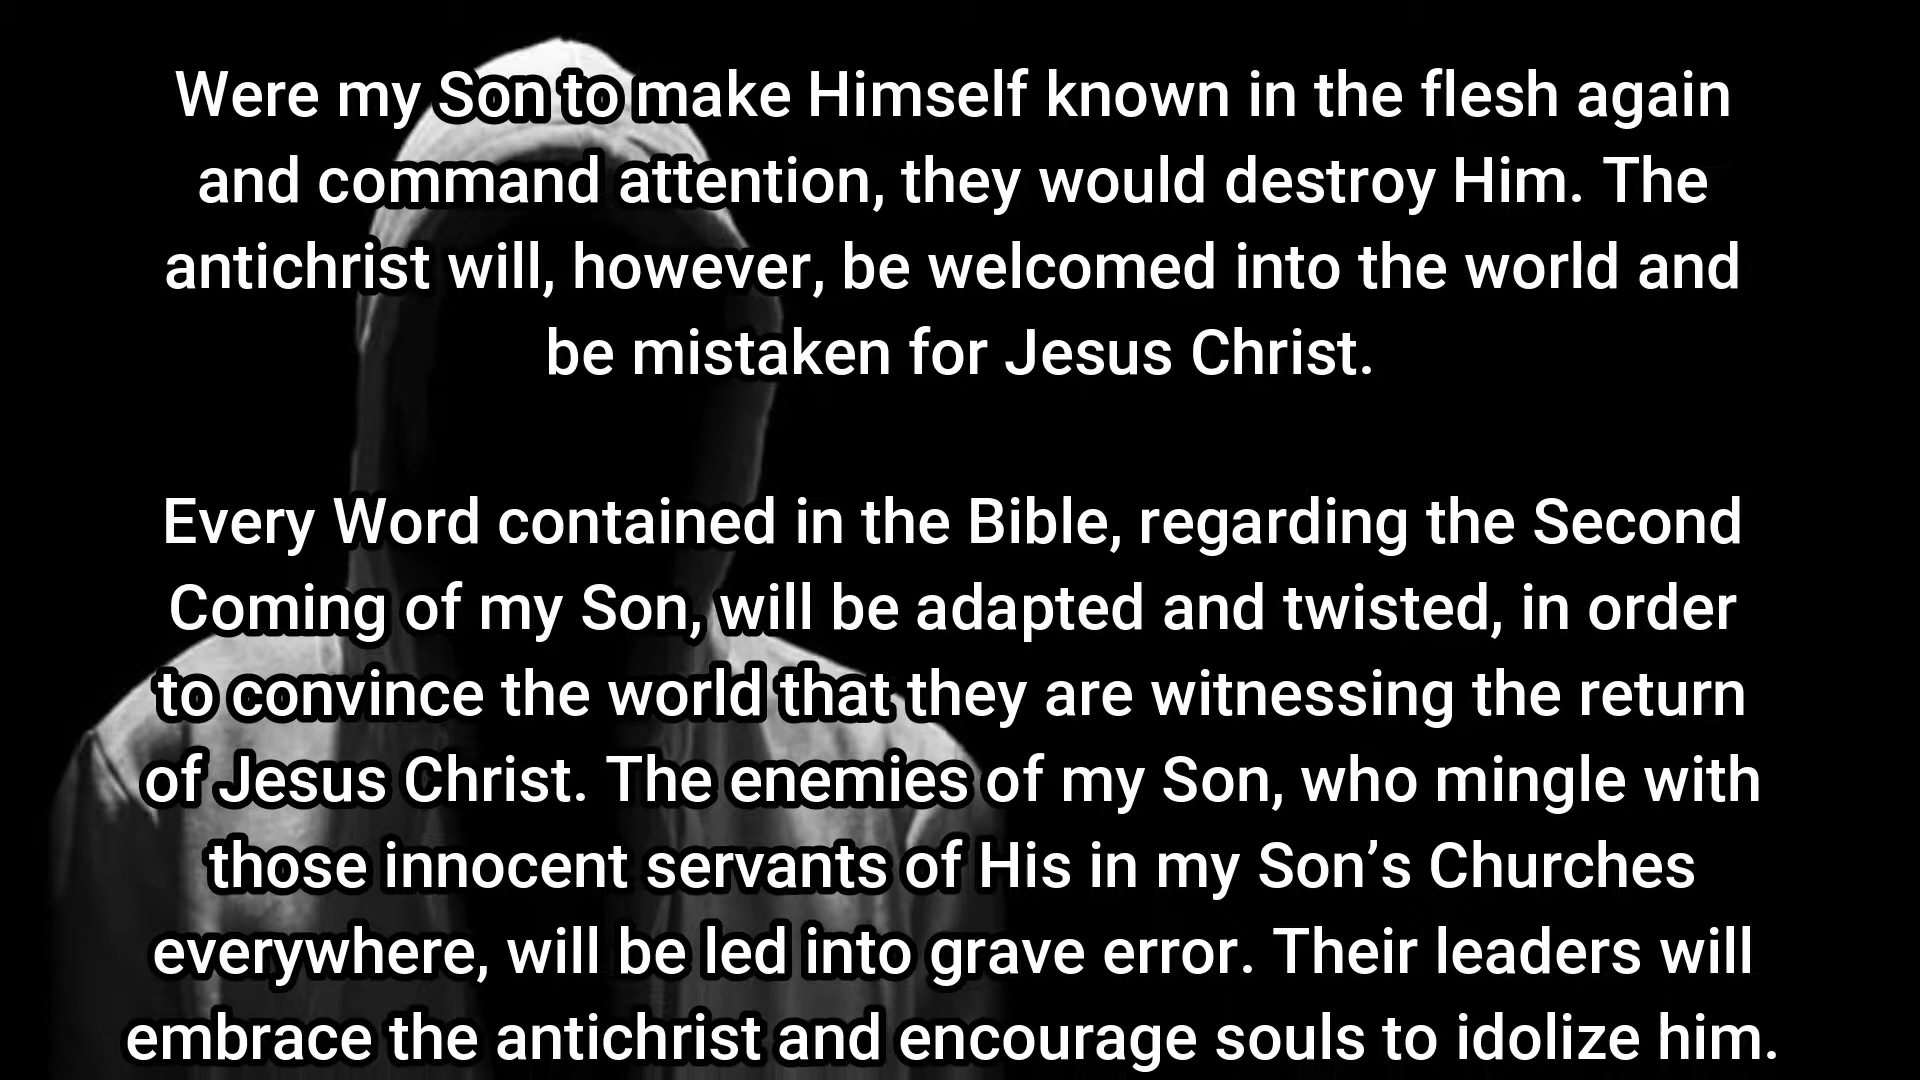 Were my Son to make Himself known in the flesh again
and command attention, they would destroy Him. The
antichrist will, however, be welcomed into the world and
be mistaken for Jesus Christ.
Every Word contained in the Bible, regarding the Second
Coming of my Son, will be adapted and twisted, in order
to convince the world that they are witnessing the return
of Jesus Christ. The enemies of my Son, who mingle with
those innocent servants of His in my Son’s Churches
everywhere, will be led into grave error. Their leaders will
embrace the antichrist and encourage souls to idolize him.